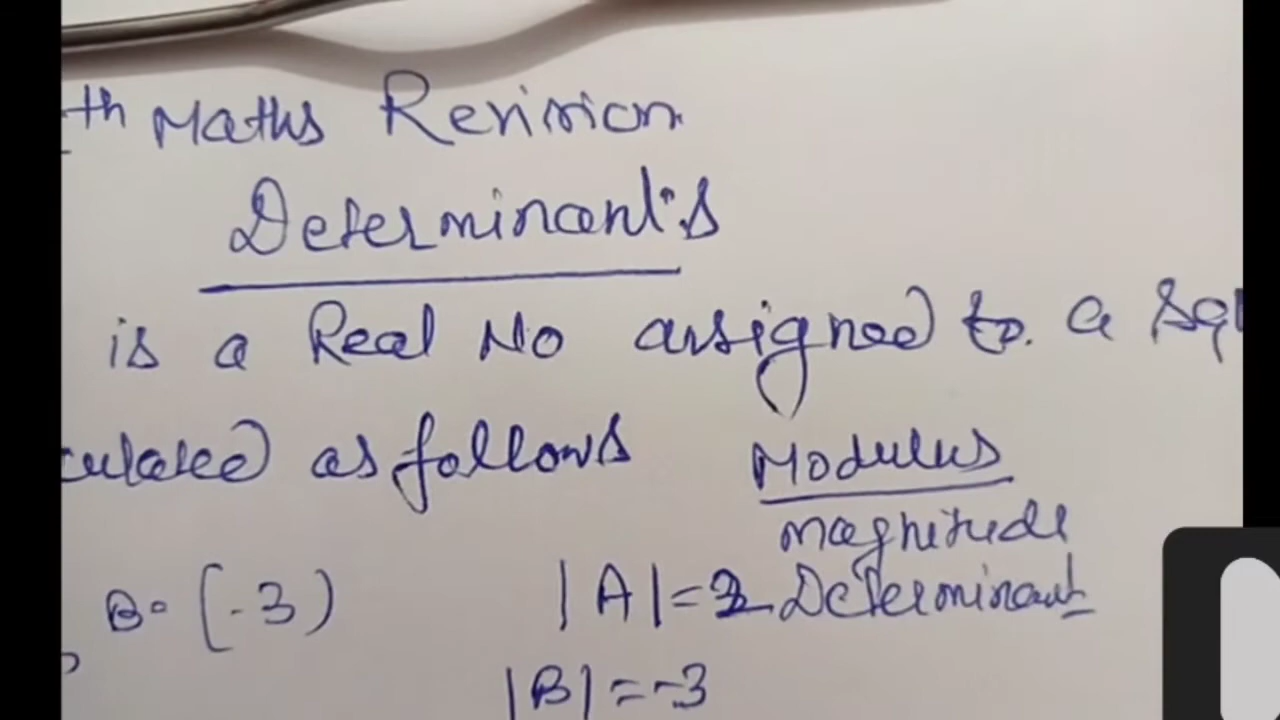 th Maths Revision
Determinant's
is a Real No assigned to a Sq
culated as follows
Modulus
magnitude
B = [-3] |A| = 2 Determinant
|B| = -3